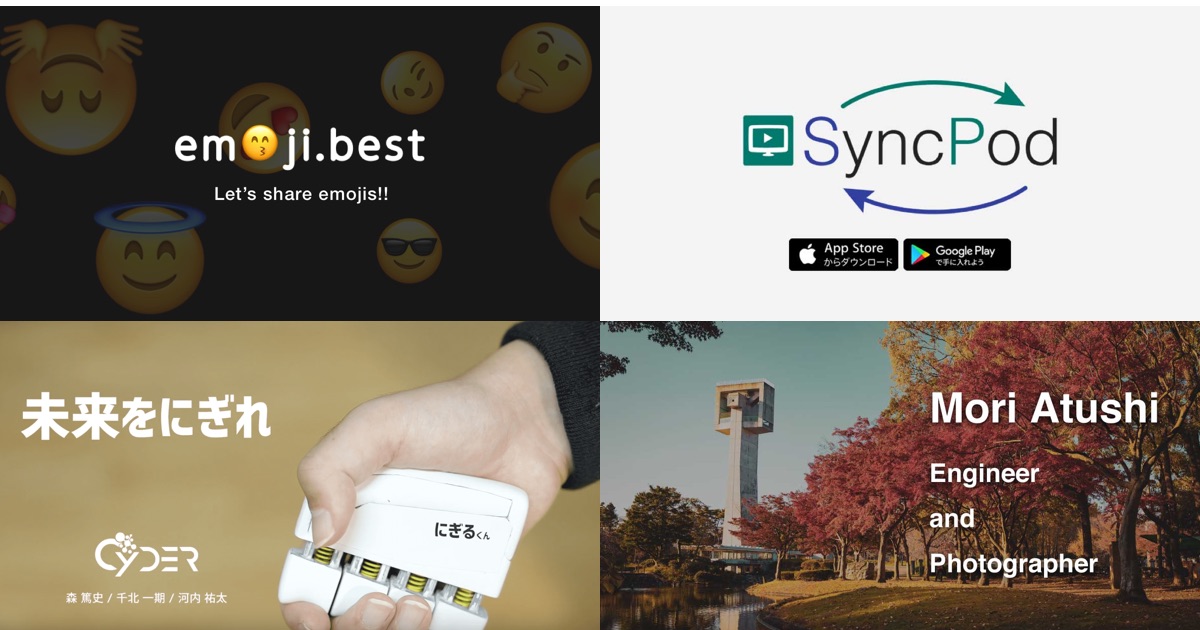 em😙ji.best
Let’s share emojis!!
SyncPod
App Store
からダウンロード
Google Play
で手に入れよう
未来をにぎれ
にぎるくん
CYDER
森 篤史 / 千北 一期 / 河内 祐太
Mori Atushi
Engineer
and
Photographer